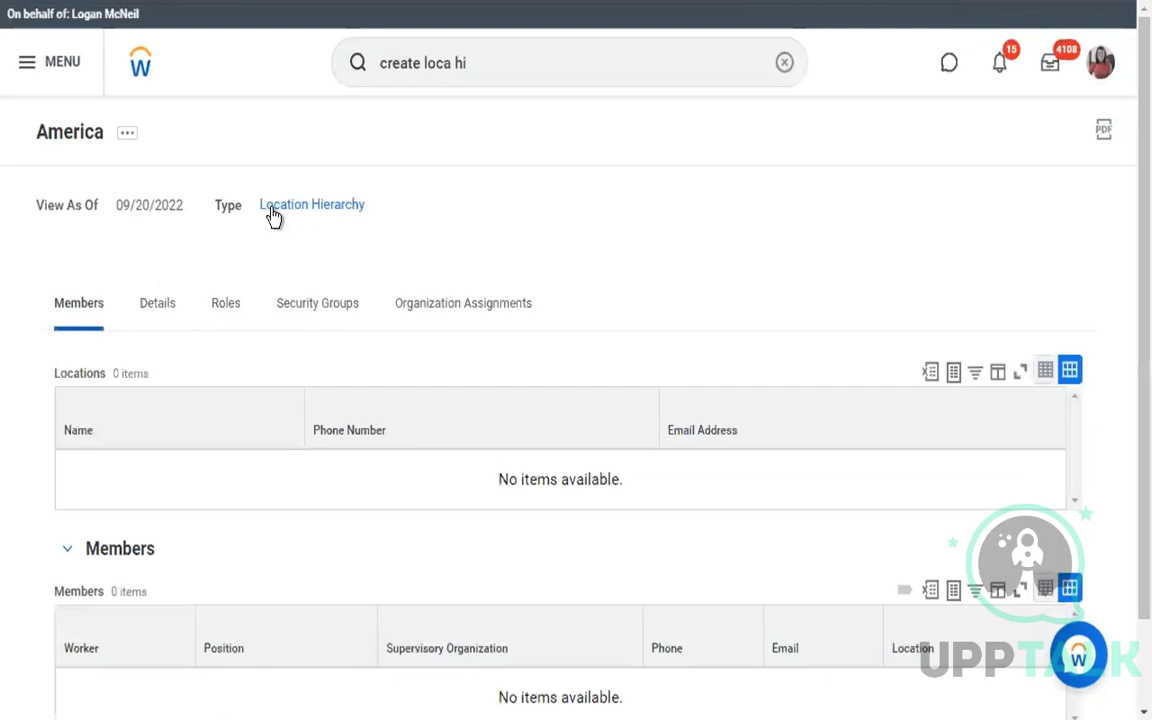 On behalf of: Logan McNeil
MENU
W
create loca hi
15
4108
America
PDF
View As Of 09/20/2022 Type Location Hierarchy
Members Details Roles Security Groups Organization Assignments
Locations 0 items
Name Phone Number Email Address
No items available.
Members
Members 0 items
Worker Position Supervisory Organization Phone Email Location
UPPTALK
W
No items available.